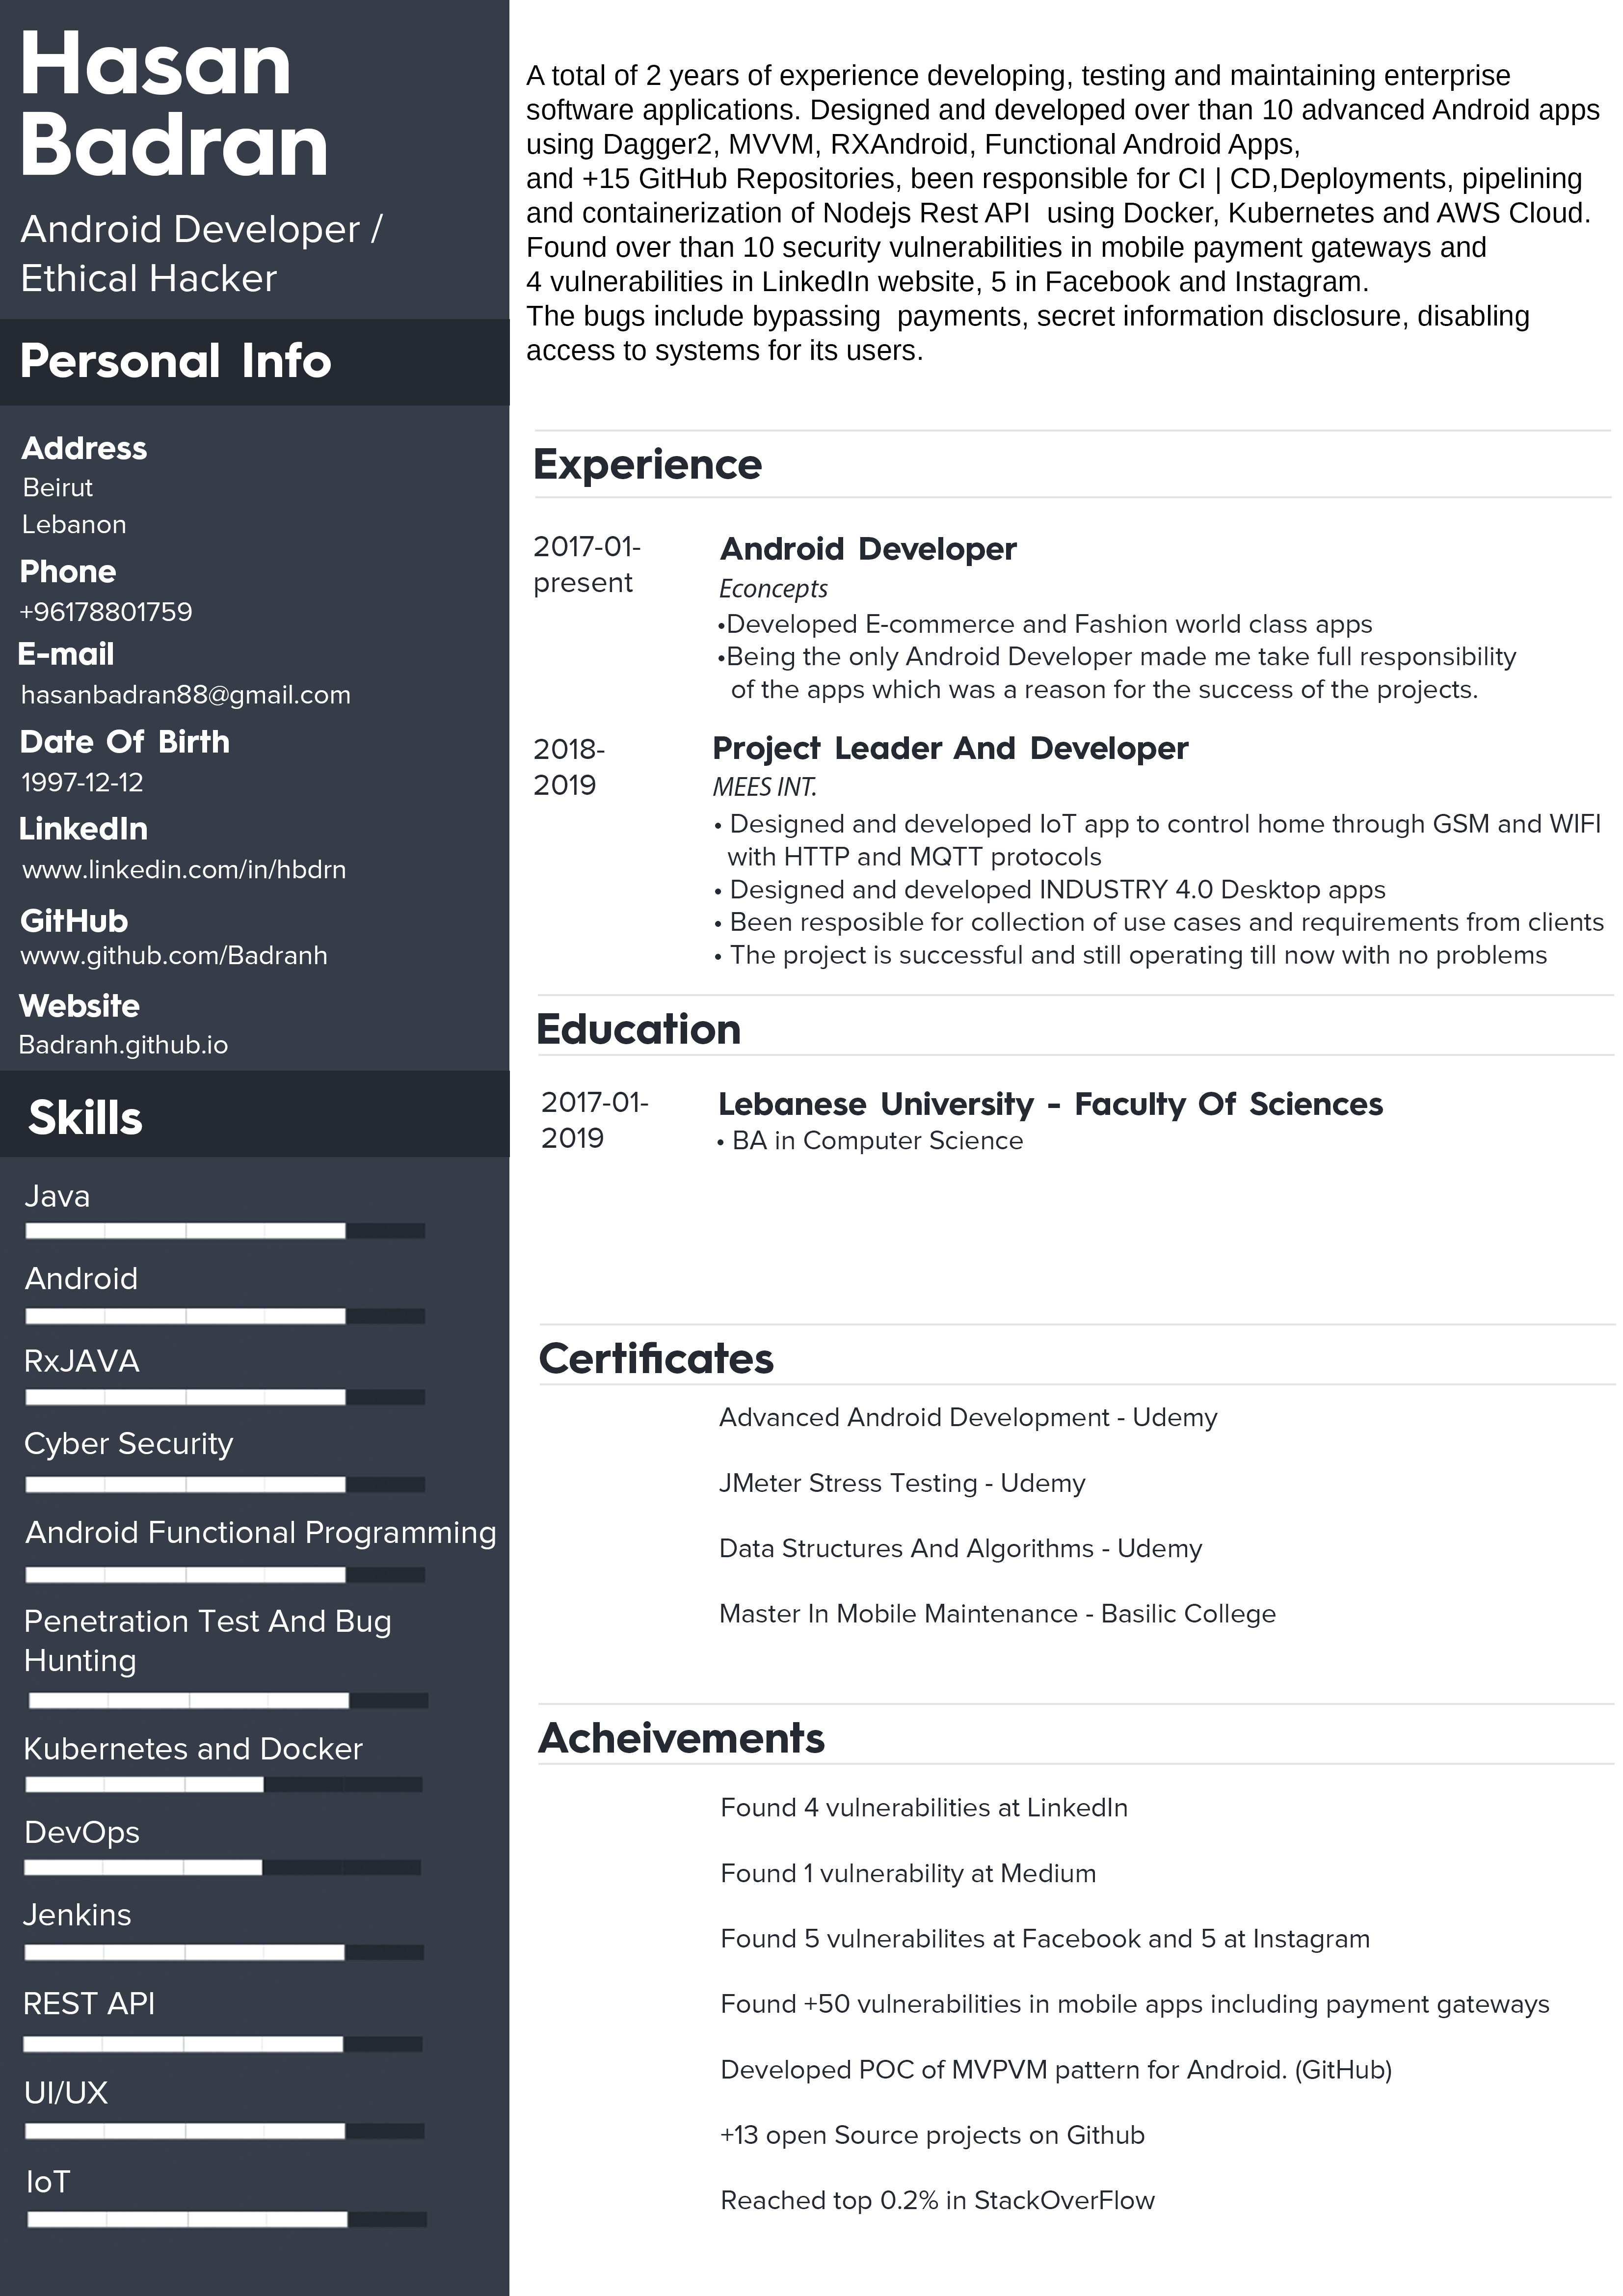 Hasan
Badran
Android Developer /
Ethical Hacker
Personal Info
Address
Beirut
Lebanon
Phone
+96178801759
E-mail
hasanbadran88@gmail.com
Date Of Birth
1997-12-12
LinkedIn
www.linkedin.com/in/hbdrn
GitHub
www.github.com/Badranh
Website
Badranh.github.io
Skills
Java
Android
RxJAVA
Cyber Security
Android Functional Programming
Penetration Test And Bug
Hunting
Kubernetes and Docker
DevOps
Jenkins
REST API
UI/UX
IoT
A total of 2 years of experience developing, testing and maintaining enterprise
software applications. Designed and developed over than 10 advanced Android apps
using Dagger2, MVVM, RXAndroid, Functional Android Apps,
and +15 GitHub Repositories, been responsible for CI | CD,Deployments, pipelining
and containerization of Nodejs Rest API  using Docker, Kubernetes and AWS Cloud.
Found over than 10 security vulnerabilities in mobile payment gateways and
4 vulnerabilities in LinkedIn website, 5 in Facebook and Instagram.
The bugs include bypassing  payments, secret information disclosure, disabling
access to systems for its users.
Experience
2017-01-
present
Android Developer
Econcepts
•Developed E-commerce and Fashion world class apps
•Being the only Android Developer made me take full responsibility
of the apps which was a reason for the success of the projects.
2018-
2019
Project Leader And Developer
MEES INT.
• Designed and developed IoT app to control home through GSM and WIFI
with HTTP and MQTT protocols
• Designed and developed INDUSTRY 4.0 Desktop apps
• Been resposible for collection of use cases and requirements from clients
• The project is successful and still operating till now with no problems
Education
2017-01-
2019
Lebanese University - Faculty Of Sciences
• BA in Computer Science
Certificates
Advanced Android Development - Udemy
JMeter Stress Testing - Udemy
Data Structures And Algorithms - Udemy
Master In Mobile Maintenance - Basilic College
Acheivements
Found 4 vulnerabilities at LinkedIn
Found 1 vulnerability at Medium
Found 5 vulnerabilites at Facebook and 5 at Instagram
Found +50 vulnerabilities in mobile apps including payment gateways
Developed POC of MVPVM pattern for Android. (GitHub)
+13 open Source projects on Github
Reached top 0.2% in StackOverFlow